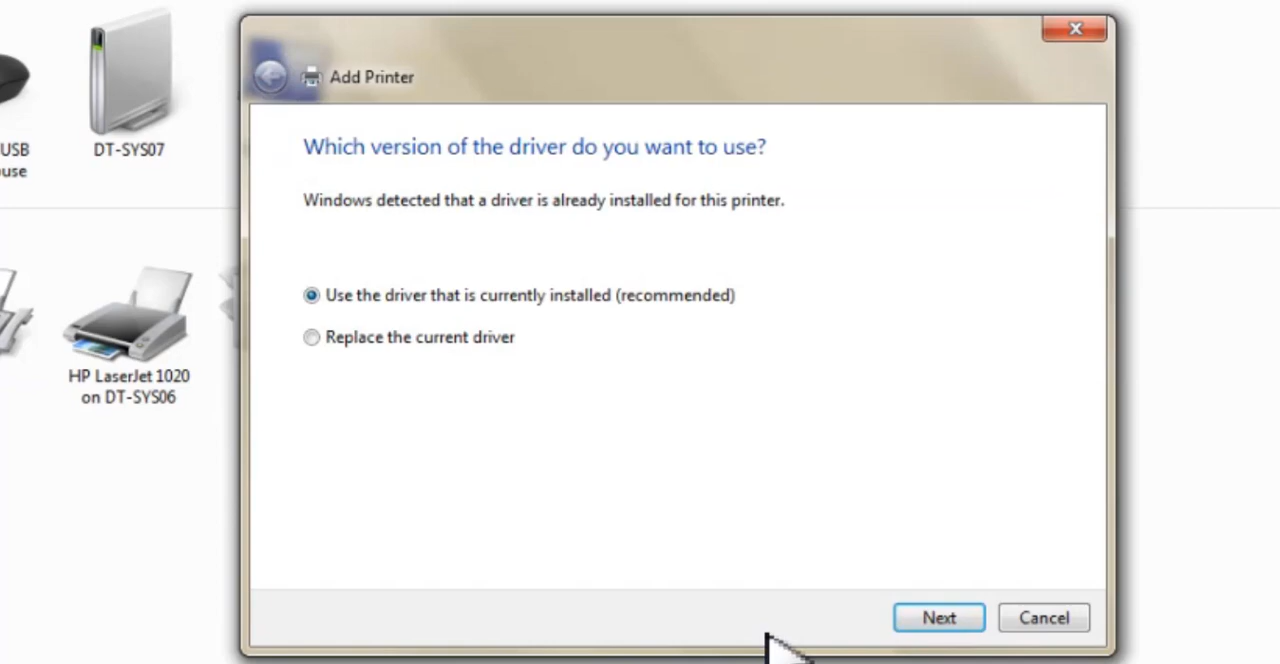 Add Printer
Which version of the driver do you want to use?
Windows detected that a driver is already installed for this printer.
Use the driver that is currently installed (recommended)
Replace the current driver
Next
Cancel
USB
DT-SYS07
HP LaserJet 1020
on DT-SYS06